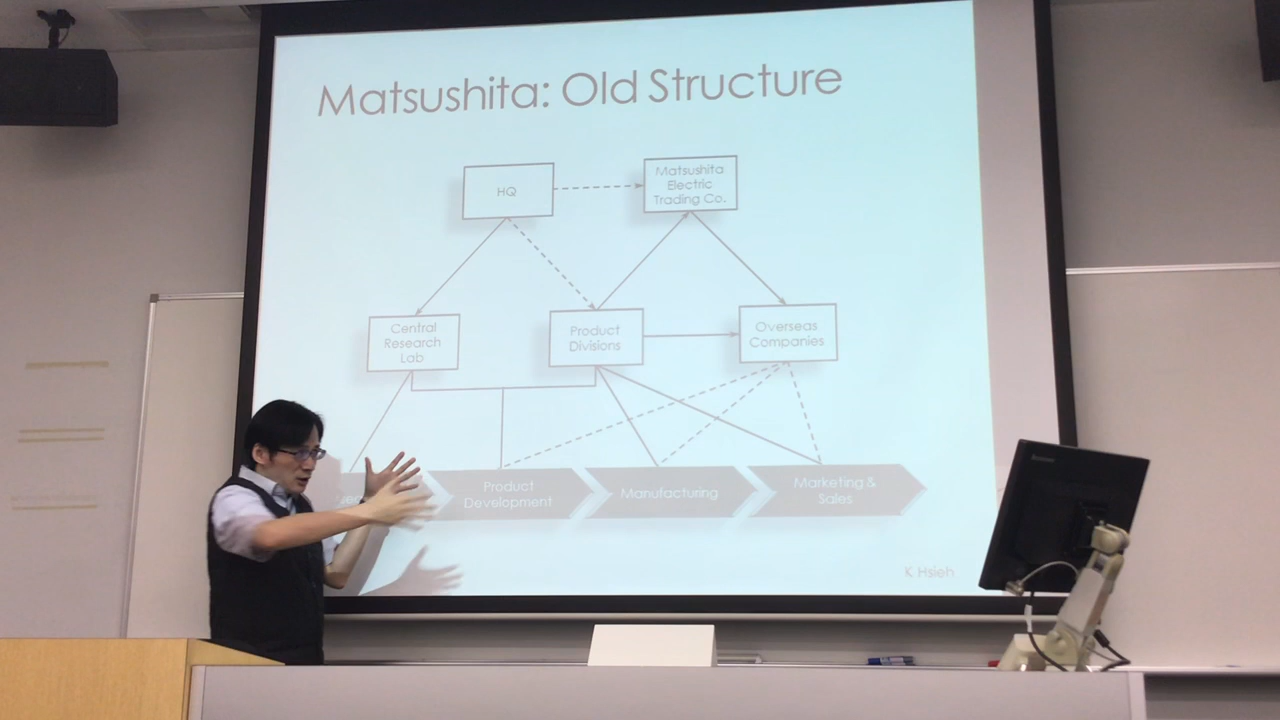 Matsushita: Old Structure
HQ
Matsushita
Electric
Trading Co.
Central
Research
Lab
Product
Divisions
Overseas
Companies
Product
Development
Manufacturing
Marketing &
Sales
K Hsieh